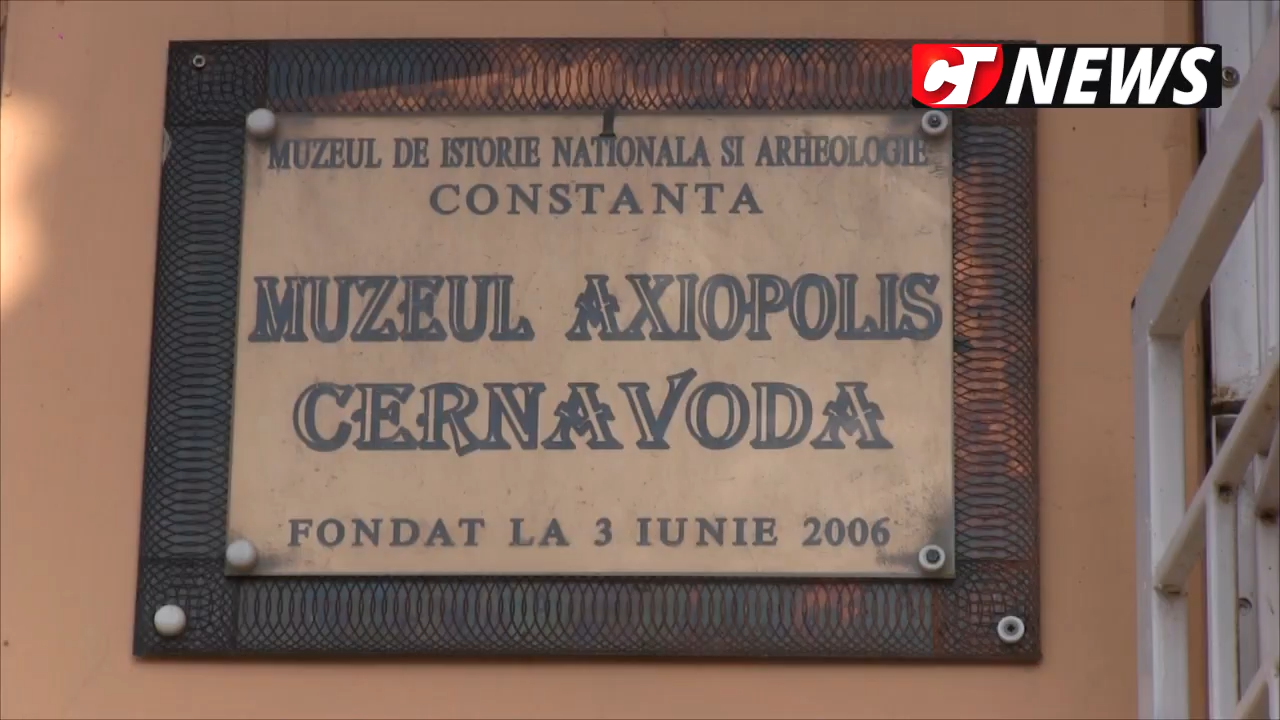 CT NEWS
MUZEUL DE ISTORIE NATIONALA SI ARHEOLOGIE
CONSTANTA
MUZEUL AXIOPOLIS
CERNAVODA
FONDAT LA 3 IUNIE 2006